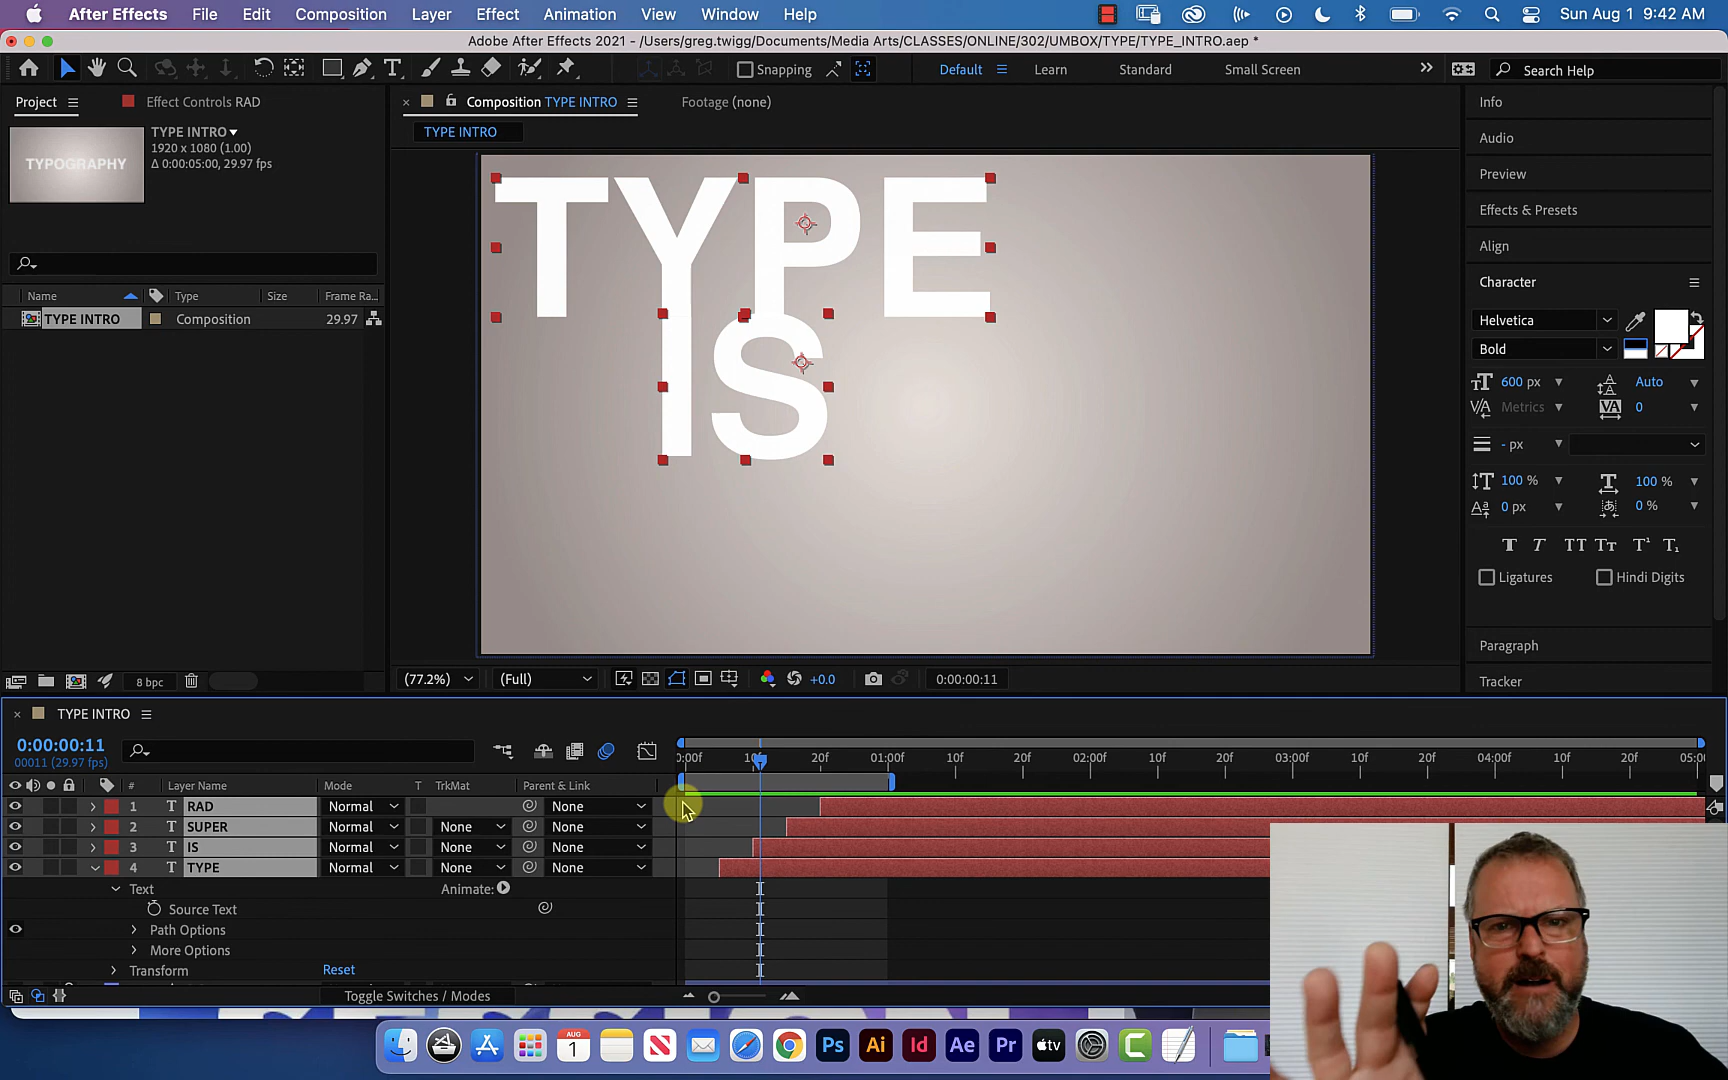 After Effects File Edit Composition Layer Effect Animation View Window Help Sun Aug 1 9:42 AM
Adobe After Effects 2021 - /Users/greg.twigg/Documents/Media Arts/CLASSES/ONLINE/302/UMBOX/TYPE/TYPE_INTRO.aep *
Snapping Default Learn Standard Small Screen Search Help
Project Effect Controls RAD Composition TYPE INTRO Footage (none)
TYPE INTRO
1920 x 1080 (1.00)
Δ 0:00:05:00, 29.97 fps
TYPOGRAPHY
TYPE INTRO
Name Type Size Frame Ra...
TYPE INTRO Composition 29.97
TYPE
IS
Info
Audio
Preview
Effects & Presets
Align
Character
Helvetica
Bold
600 px Auto
Metrics 0
- px
100 % 100 %
0 px 0 %
Ligatures Hindi Digits
Paragraph
Tracker
8 bpc (77.2%) (Full) +0.0 0:00:00:11
TYPE INTRO
0:00:00:11
00011 (29.97 fps)
0:00f 10f 20f 01:00f 10f 20f 02:00f 10f 20f 03:00f 10f 20f 04:00f 10f 20f 05:00
# Layer Name Mode T TrkMat Parent & Link
1 T RAD Normal None
2 T SUPER Normal None None
3 T IS Normal None None
4 T TYPE Normal None None
Text Animate:
Source Text
Path Options
More Options
Transform Reset
Toggle Switches / Modes
AUG
1 Ps Ai Id Ae Pr tv